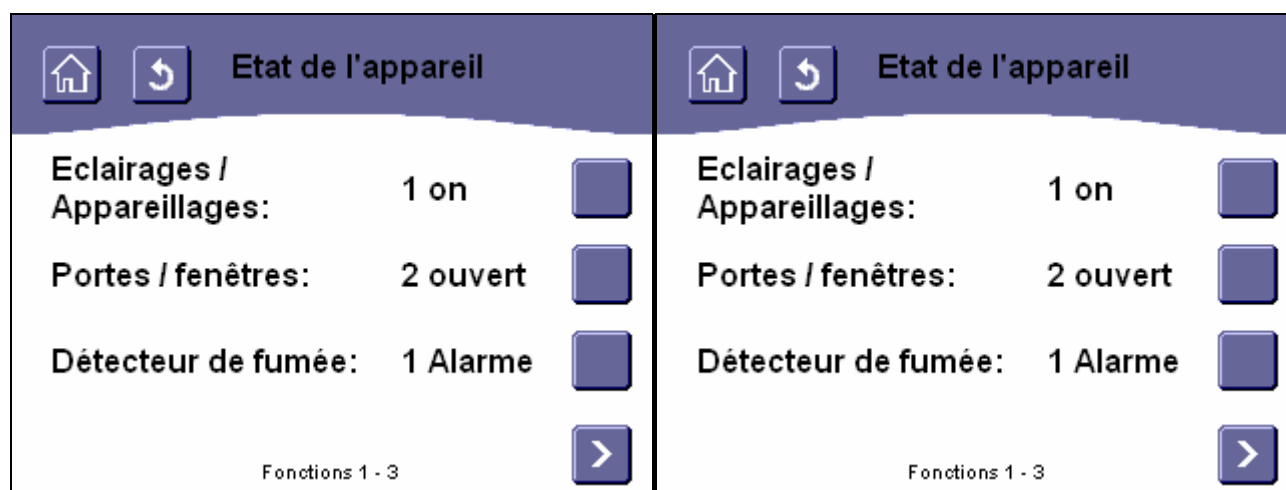 Etat de l'appareil
Eclairages /
Appareillages:
1 on
Portes / fenêtres:
2 ouvert
Détecteur de fumée:
1 Alarme
Fonctions 1 - 3
Etat de l'appareil
Eclairages /
Appareillages:
1 on
Portes / fenêtres:
2 ouvert
Détecteur de fumée:
1 Alarme
Fonctions 1 - 3